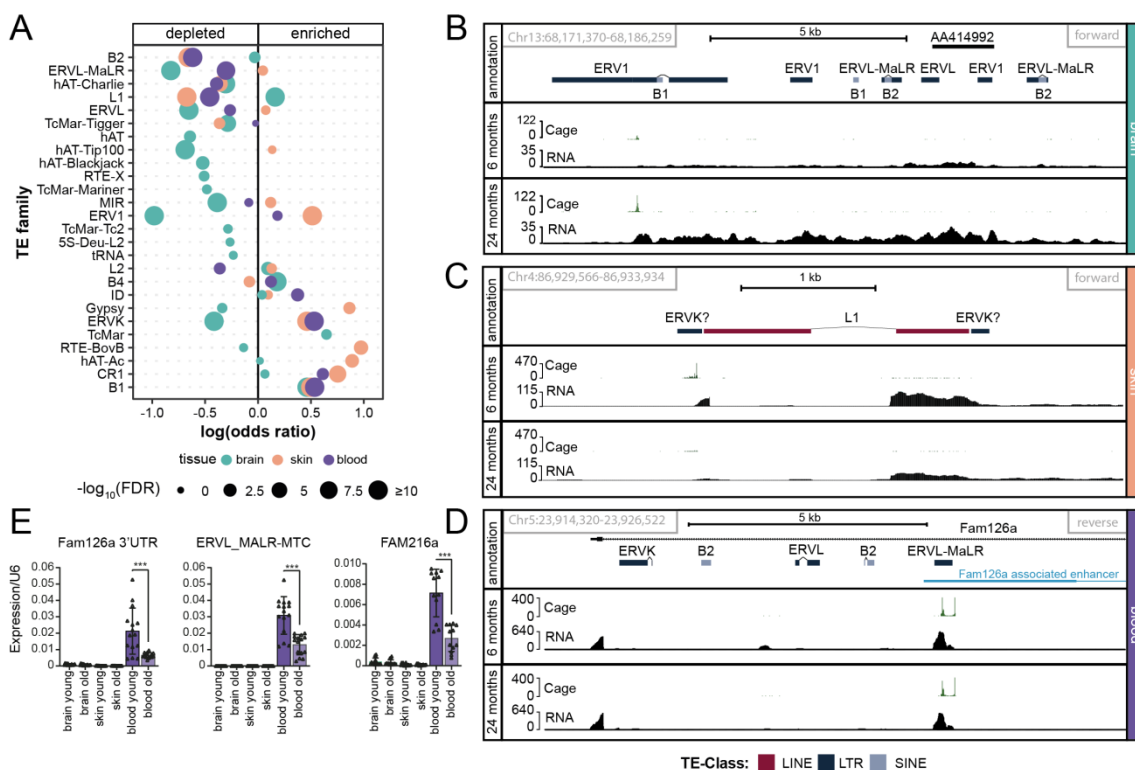 A
depleted
enriched
TE family
B2
ERVL-MaLR
hAT-Charlie
L1
ERVL
TcMar-Tigger
hAT
hAT-Tip100
hAT-Blackjack
RTE-X
TcMar-Mariner
MIR
ERV1
TcMar-Tc2
5S-Deu-L2
tRNA
L2
B4
ID
Gypsy
ERVK
TcMar
RTE-BovB
hAT-Ac
CR1
B1
-1.0 -0.5 0.0 0.5 1.0
log(odds ratio)
tissue brain skin blood
-log10(FDR) 0 2.5 5 7.5 ≥10
B
Chr13:68,171,370-68,186,259
5 kb
AA414992
forward
brain
annotation
ERV1 ERV1 ERVL-MaLR ERVL ERV1 ERVL-MaLR
B1 B1 B2 B2
6 months
122
0
Cage
35
0
RNA
24 months
122
0
Cage
35
0
RNA
C
Chr4:86,929,566-86,933,934
1 kb
forward
skin
annotation
ERVK? L1 ERVK?
6 months
470
0
Cage
115
0
RNA
24 months
470
0
Cage
115
0
RNA
D
Chr5:23,914,320-23,926,522
5 kb
Fam126a
reverse
blood
annotation
ERVK B2 ERVL B2 ERVL-MaLR
Fam126a associated enhancer
6 months
400
0
Cage
640
0
RNA
24 months
400
0
Cage
640
0
RNA
TE-Class: LINE LTR SINE
E
Expression/U6
Fam126a 3'UTR
***
0.06
0.05
0.04
0.03
0.02
0.01
0
brain young
brain old
skin young
skin old
blood young
blood old
ERVL_MALR-MTC
***
0.06
0.05
0.04
0.03
0.02
0.01
0
brain young
brain old
skin young
skin old
blood young
blood old
FAM216a
***
0.010
0.008
0.006
0.004
0.002
0
brain young
brain old
skin young
skin old
blood young
blood old